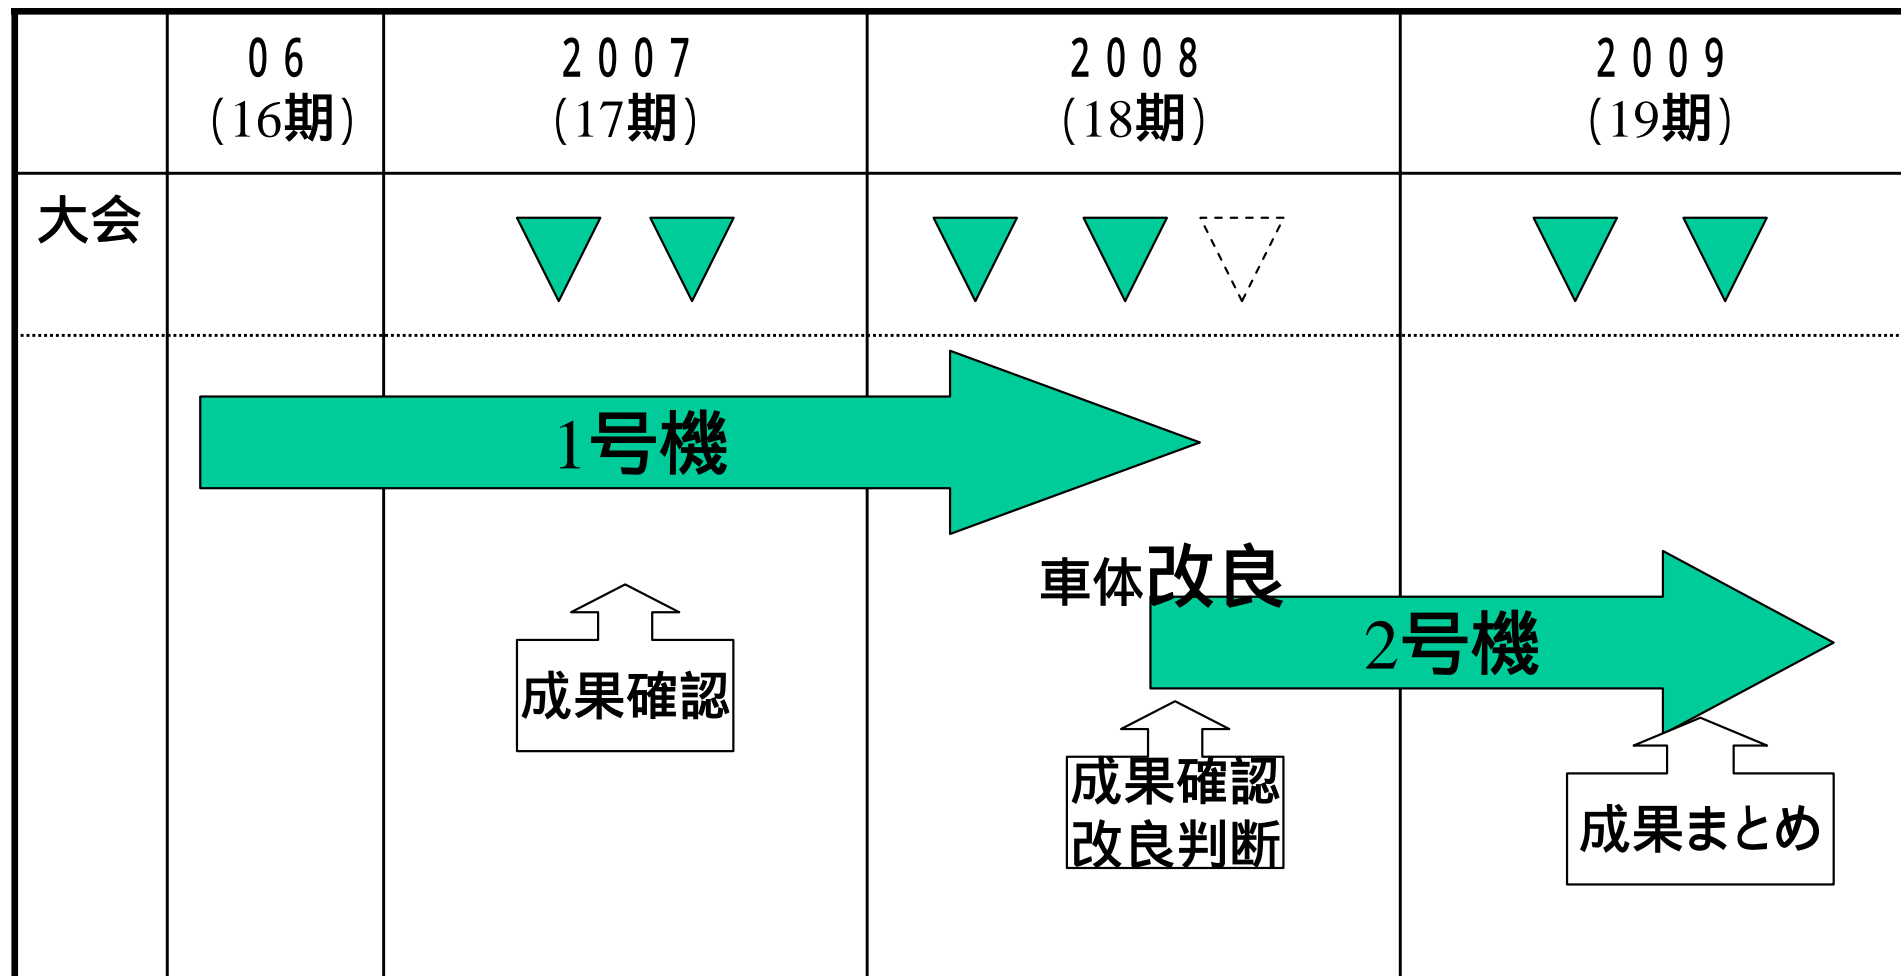 ０６
(16期)
２００７
(17期)
２００８
(18期)
２００９
(19期)
大会
1号機
車体改良
2号機
成果確認
成果確認
改良判断
成果まとめ